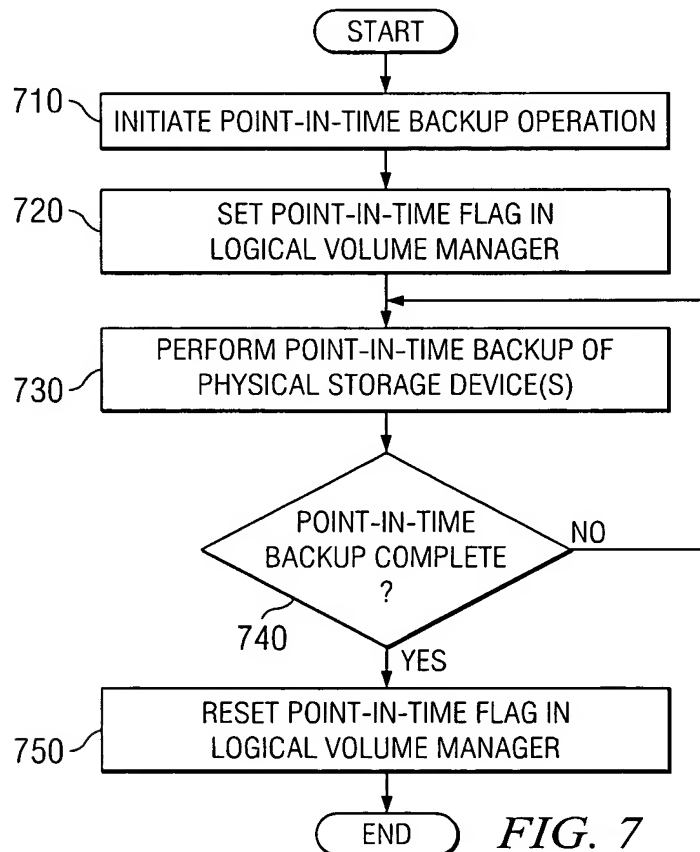 START
710
INITIATE POINT-IN-TIME BACKUP OPERATION
720
SET POINT-IN-TIME FLAG IN
LOGICAL VOLUME MANAGER
730
PERFORM POINT-IN-TIME BACKUP OF
PHYSICAL STORAGE DEVICE(S)
POINT-IN-TIME
BACKUP COMPLETE
?
NO
740
YES
750
RESET POINT-IN-TIME FLAG IN
LOGICAL VOLUME MANAGER
END
FIG. 7